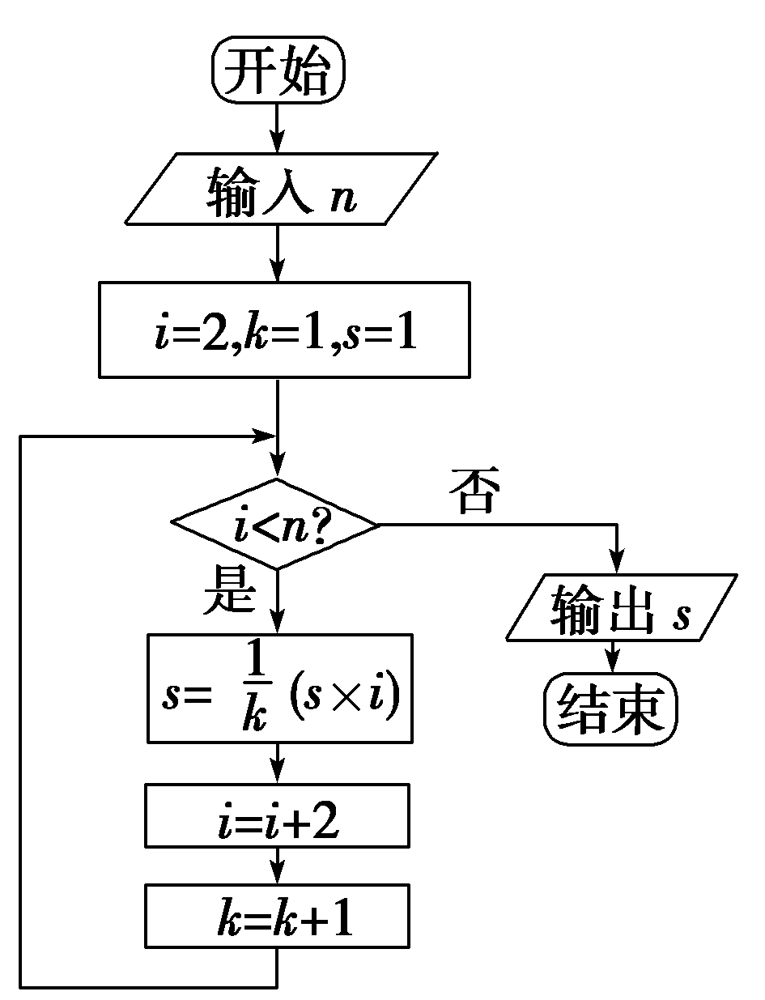 开始
输入 n
i=2,k=1,s=1
i<n?
否
是
输出 s
s= 1/k (s×i)
结束
i=i+2
k=k+1